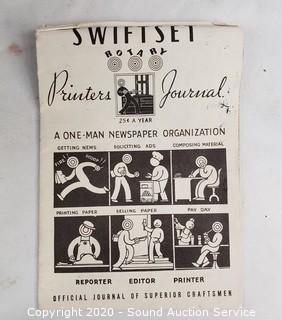 SWIFTSET
ROTARY
Printers Journal
25¢ A YEAR
A ONE-MAN NEWSPAPER ORGANIZATION
GETTING NEWS SOLICITING ADS COMPOSING MATERIAL
FIRE!
PRINTING PAPER SELLING PAPER PAY DAY
REPORTER EDITOR PRINTER
OFFICIAL JOURNAL OF SUPERIOR CRAFTSMEN
Copyright 2020 - Sound Auction Service